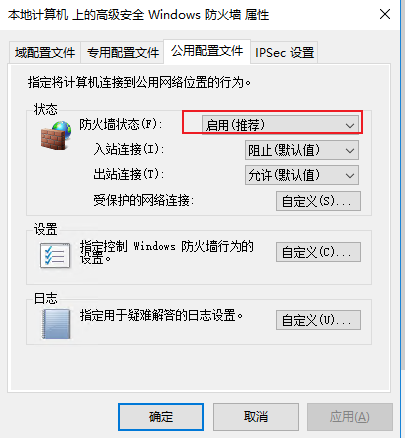 本地计算机 上的高级安全 Windows 防火墙 属性
域配置文件 专用配置文件 公用配置文件 IPSec 设置
指定将计算机连接到公用网络位置的行为。
状态
防火墙状态(F): 启用(推荐)
入站连接(I): 阻止(默认值)
出站连接(T): 允许(默认值)
受保护的网络连接: 自定义(S)...
设置
指定控制 Windows 防火墙行为的
设置。
自定义(C)...
日志
指定用于疑难解答的日志设置。 自定义(U)...
确定 取消 应用(A)